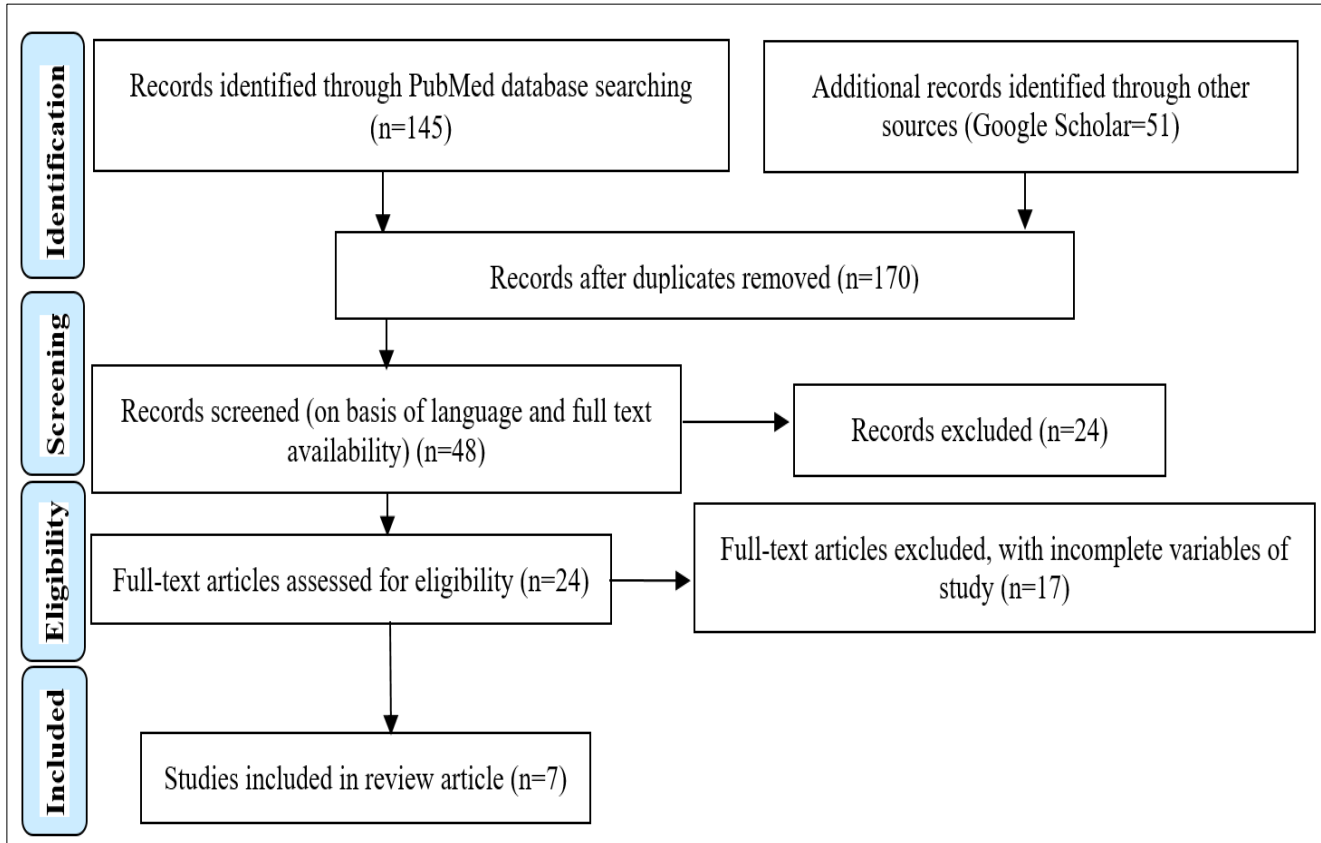 Identification
Records identified through PubMed database searching
(n=145)
Additional records identified through other
sources (Google Scholar=51)
Records after duplicates removed (n=170)
Screening
Records screened (on basis of language and full text
availability) (n=48)
Records excluded (n=24)
Eligibility
Full-text articles assessed for eligibility (n=24)
Full-text articles excluded, with incomplete variables of
study (n=17)
Included
Studies included in review article (n=7)